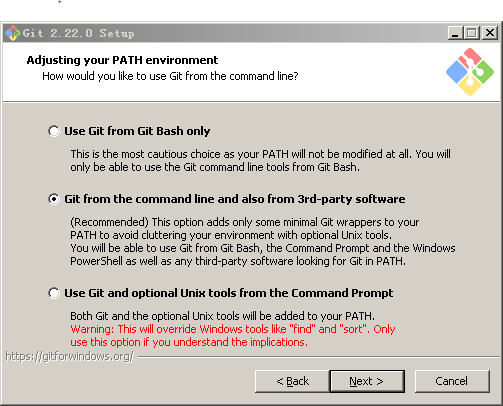 Git 2.22.0 Setup
Adjusting your PATH environment
How would you like to use Git from the command line?
Use Git from Git Bash only
This is the most cautious choice as your PATH will not be modified at all. You will
only be able to use the Git command line tools from Git Bash.
Git from the command line and also from 3rd-party software
(Recommended) This option adds only some minimal Git wrappers to your
PATH to avoid cluttering your environment with optional Unix tools.
You will be able to use Git from Git Bash, the Command Prompt and the Windows
PowerShell as well as any third-party software looking for Git in PATH.
Use Git and optional Unix tools from the Command Prompt
Both Git and the optional Unix tools will be added to your PATH.
Warning: This will override Windows tools like "find" and "sort". Only
use this option if you understand the implications.
https://gitforwindows.org/
< Back
Next >
Cancel